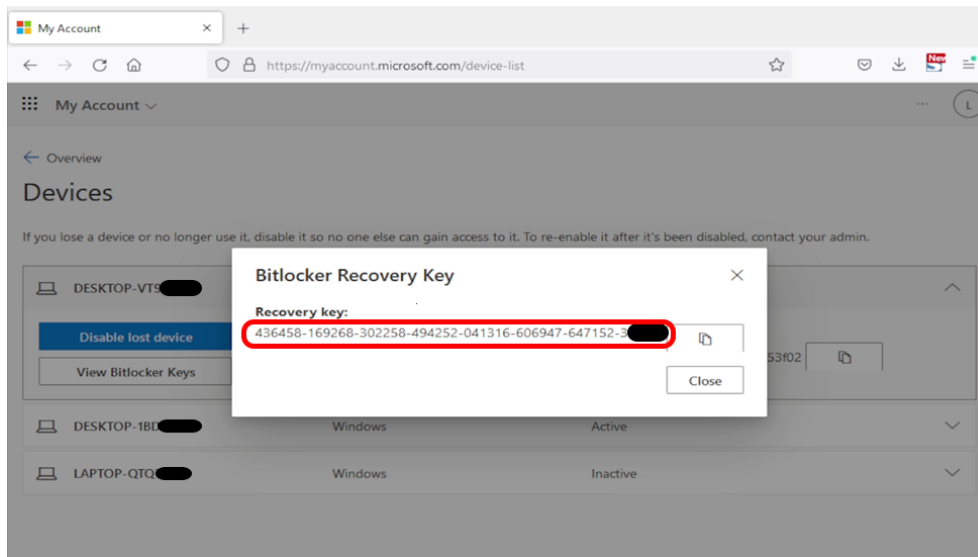 My Account
New
https://myaccount.microsoft.com/device-list
My Account
L
Overview
Devices
If you lose a device or no longer use it, disable it so no one else can gain access to it. To re-enable it after it's been disabled, contact your admin.
DESKTOP-VT9
Disable lost device
View Bitlocker Keys
Bitlocker Recovery Key
Recovery key:
436458-169268-302258-494252-041316-606947-647152-3
Close
53f02
DESKTOP-1BD Windows Active
LAPTOP-QTQ Windows Inactive